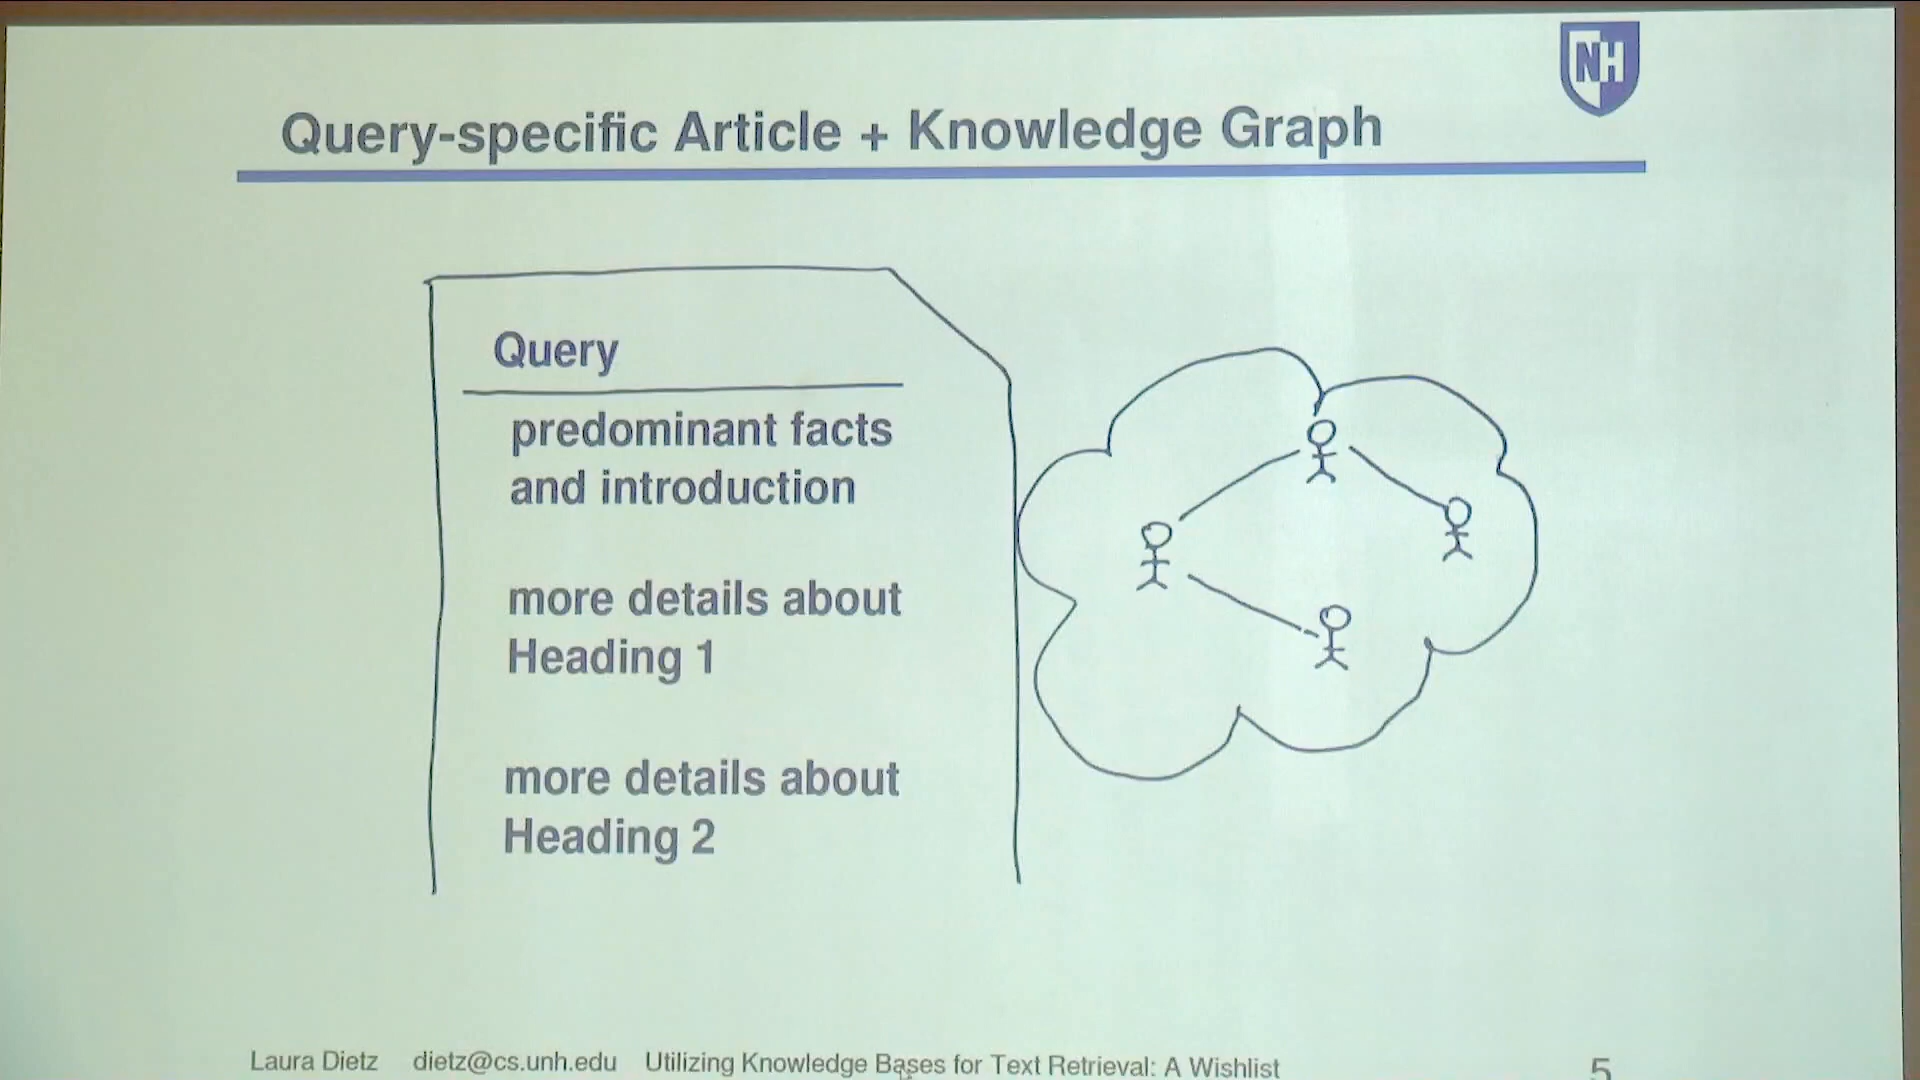 NH
Query-specific Article + Knowledge Graph
Query
predominant facts
and introduction
more details about
Heading 1
more details about
Heading 2
Laura Dietz dietz@cs.unh.edu Utilizing Knowledge Bases for Text Retrieval: A Wishlist 5